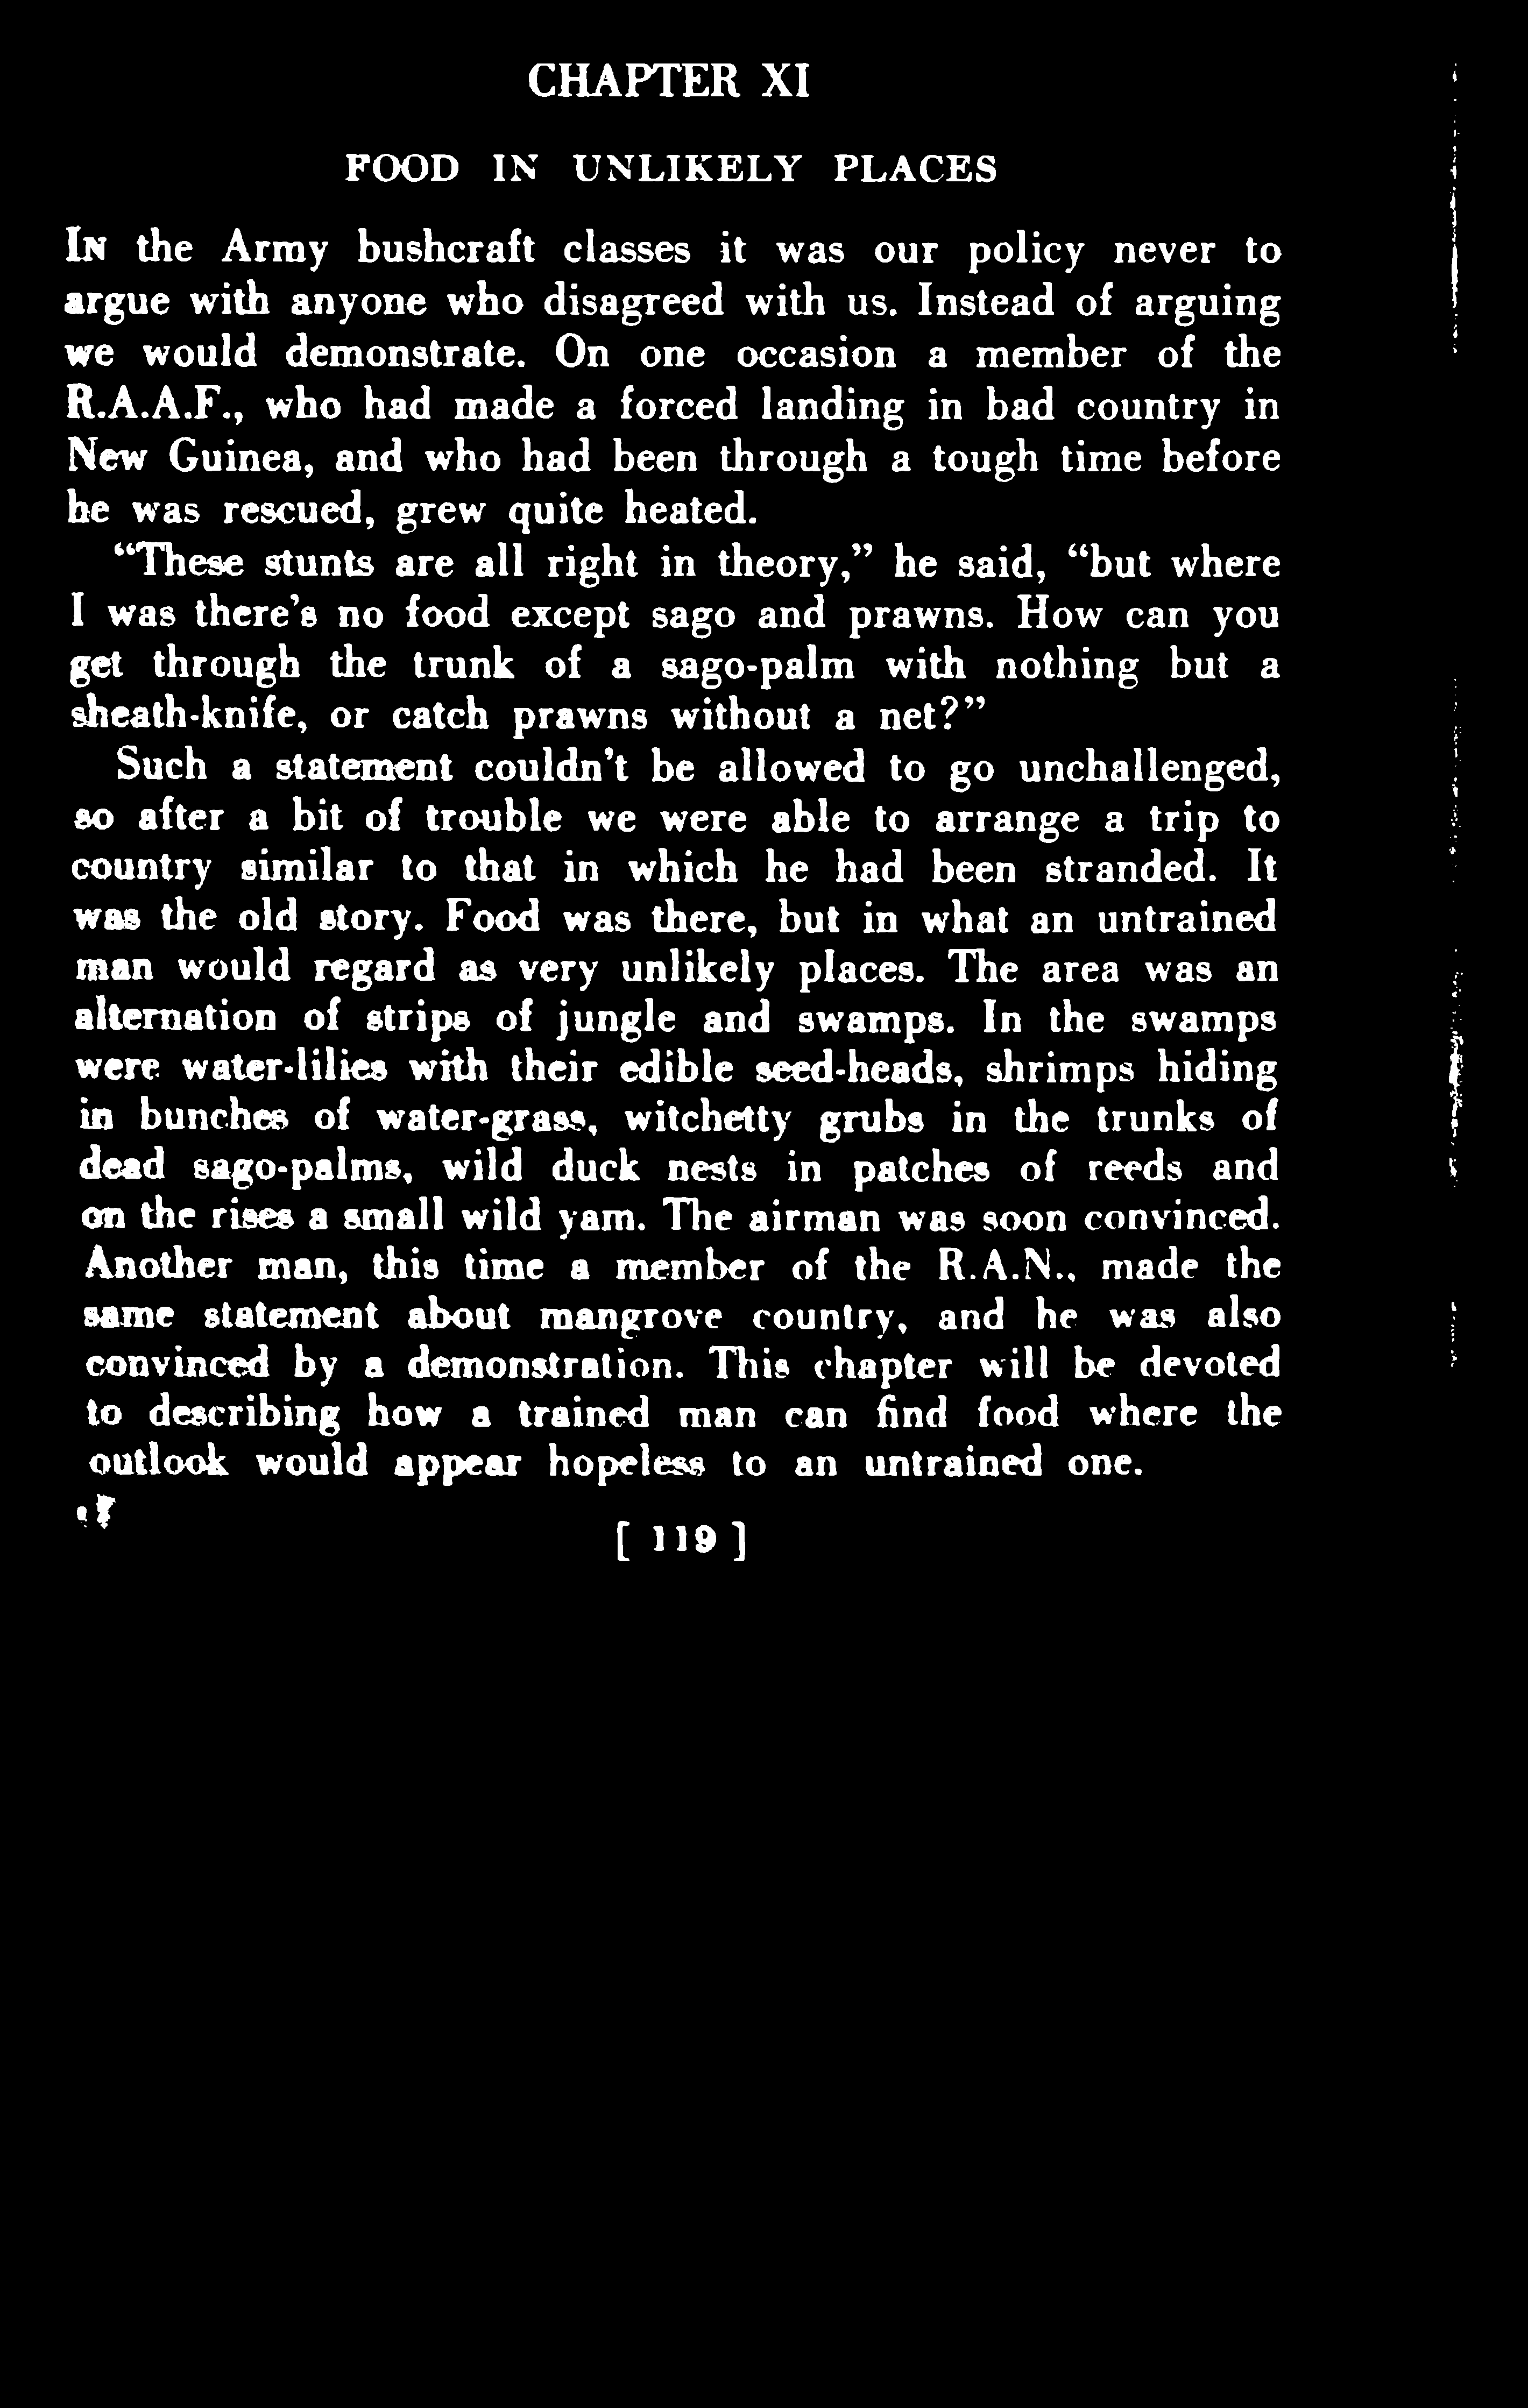 CHAPTER XI
FOOD IN UNLIKELY PLACES
In the Army bushcraft classes it was our policy never to
argue with anyone who disagreed with us. Instead of arguing
we would demonstrate. On one occasion a member of the
R.A.A.F., who had made a forced landing in bad country in
New Guinea, and who had been through a tough time before
he was rescued, grew quite heated.
“These stunts are all right in theory,” he said, “but where
I was there’s no food except sago and prawns. How can you
get through the trunk of a sago-palm with nothing but a
sheath-knife, or catch prawns without a net?”
Such a statement couldn’t be allowed to go unchallenged,
so after a bit of trouble we were able to arrange a trip to
country similar to that in which he had been stranded. It
was the old story. Food was there, but in what an untrained
man would regard as very unlikely places. The area was an
alternation of strips of jungle and swamps. In the swamps
were water-lilies with their edible seed-heads, shrimps hiding
in bunches of water-grass, witchetty grubs in the trunks of
dead sago-palms, wild duck nests in patches of reeds and
on the rises a small wild yam. The airman was soon convinced.
Another man, this time a member of the R.A.N., made the
same statement about mangrove country, and he was also
convinced by a demonstration. This chapter will be devoted
to describing how a trained man can find food where the
outlook would appear hopeless to an untrained one.
[ 119 ]